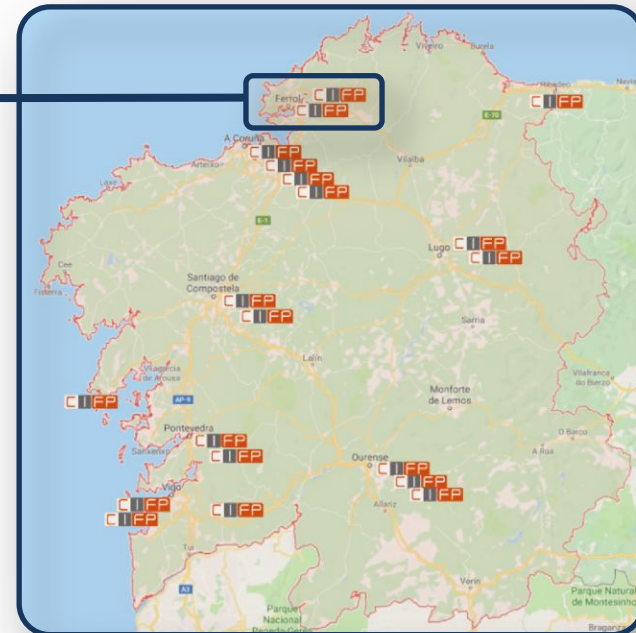 Viveiro
Burela
Navia
Ferrol
CIFP
CIFP
CIFP
E-70
A Coruña
CIFP
CIFP
CIFP
CIFP
Arteixo
Vilalba
Laxe
E-1
Lugo
CIFP
CIFP
Cee
Fisterra
Santiago de
Compostela
CIFP
CIFP
Sarria
Lalín
Vilagarcía
de Arousa
Vilafranca
do Bierzo
CIFP
AP-9
Monforte
de Lemos
Pontevedra
CIFP
CIFP
Sanxenxo
O Barco
A Rúa
Ourense
CIFP
CIFP
CIFP
Vigo
CIFP
CIFP
CIFP
Allariz
Tui
A3
Verín
Parque
Nacional
Parque Natural
de Montesinho
Braganza